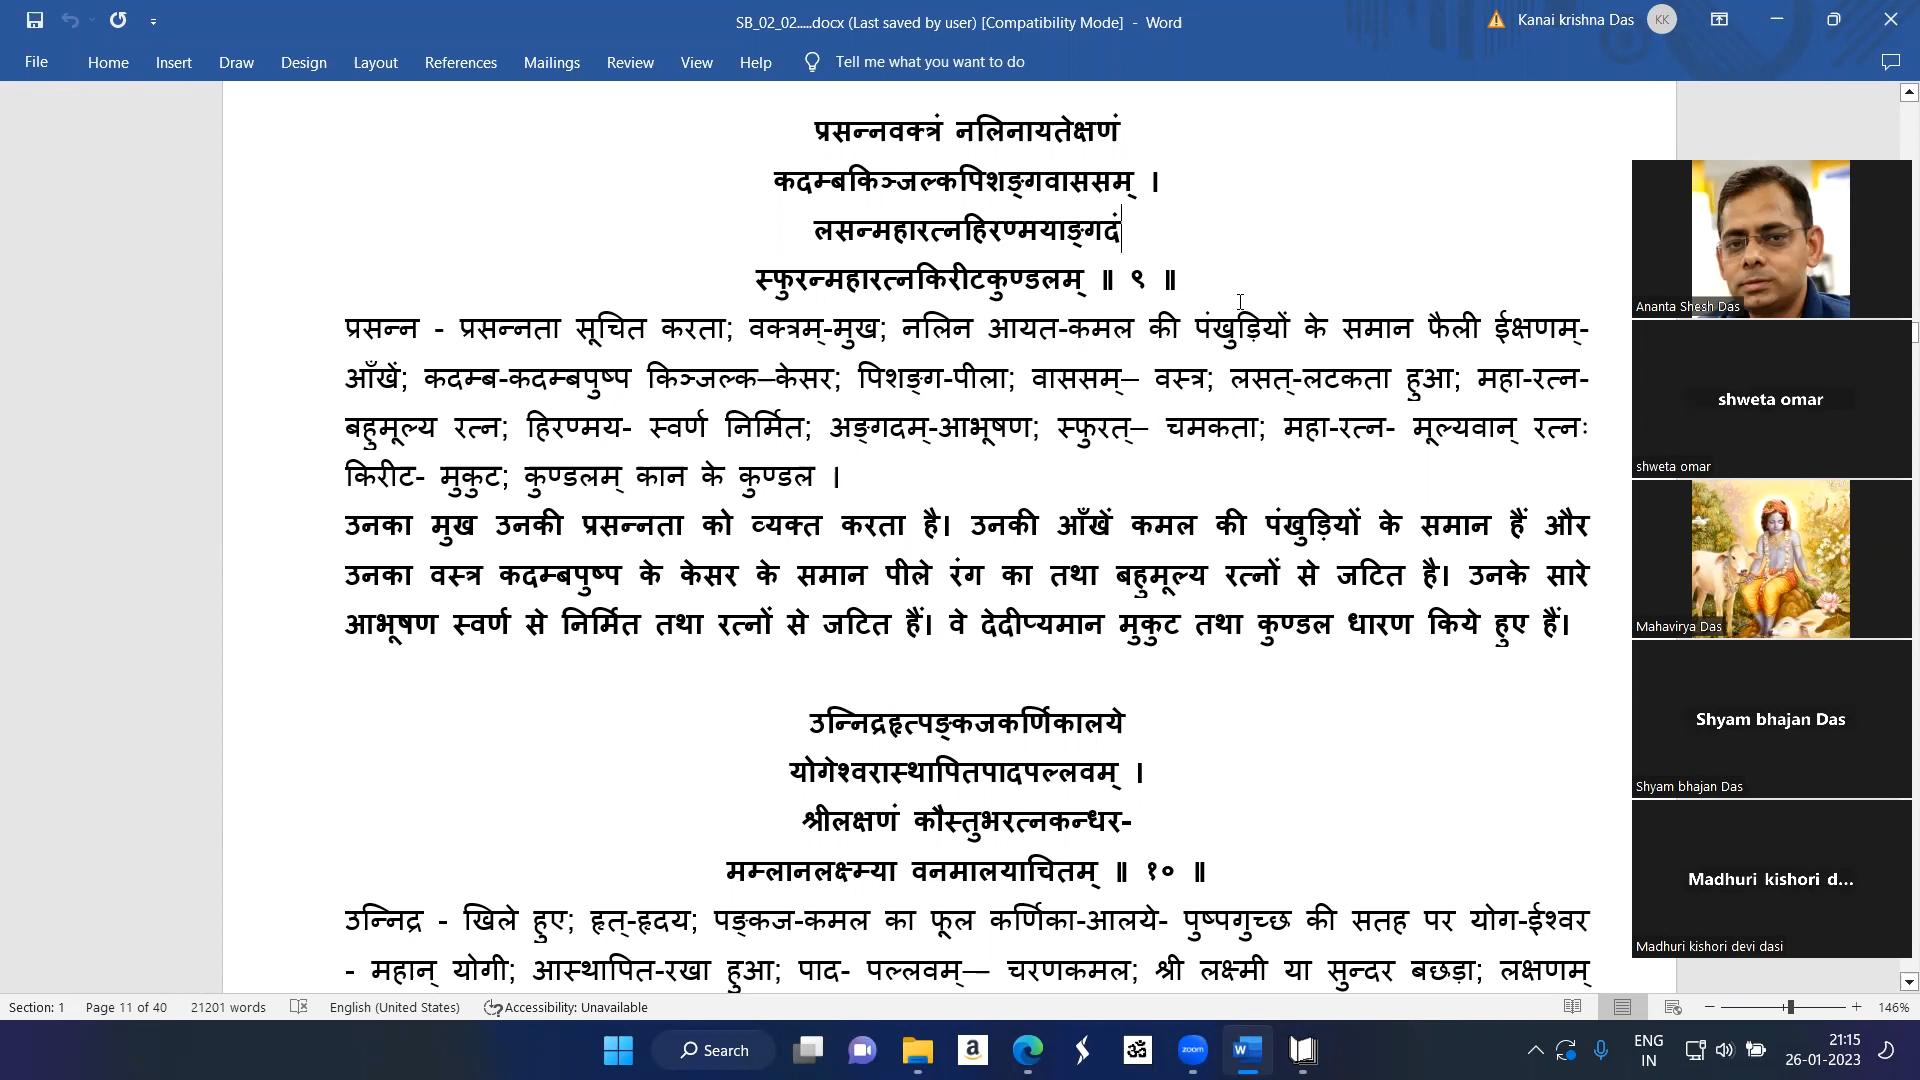 SB_02_02.....docx (Last saved by user) [Compatibility Mode] - Word
Kanai krishna Das
KK
File Home Insert Draw Design Layout References Mailings Review View Help Tell me what you want to do
प्रसन्नवक्त्रं नलिनायतेक्षणं
कदम्बकिञ्जल्कपिशङ्गवाससम् ।
लसन्महारत्नहिरण्मयाङ्गदं
स्फुरन्महारत्नकिरीटकुण्डलम् ॥ ९ ॥
प्रसन्न - प्रसन्नता सूचित करता; वक्त्रम्-मुख; नलिन आयत-कमल की पंखुड़ियों के समान फैली ईक्षणम्-
आँखें; कदम्ब-कदम्बपुष्प किञ्जल्क—केसर; पिशङ्ग-पीला; वाससम्— वस्त्र; लसत्-लटकता हुआ; महा-रत्न-
बहुमूल्य रत्न; हिरण्मय- स्वर्ण निर्मित; अङ्गदम्-आभूषण; स्फुरत्— चमकता; महा-रत्न- मूल्यवान् रत्नः
किरीट- मुकुट; कुण्डलम् कान के कुण्डल ।
उनका मुख उनकी प्रसन्नता को व्यक्त करता है। उनकी आँखें कमल की पंखुड़ियों के समान हैं और
उनका वस्त्र कदम्बपुष्प के केसर के समान पीले रंग का तथा बहुमूल्य रत्नों से जटित है। उनके सारे
आभूषण स्वर्ण से निर्मित तथा रत्नों से जटित हैं। वे देदीप्यमान मुकुट तथा कुण्डल धारण किये हुए हैं।
उन्निद्रहृत्पङ्कजकर्णिकालये
योगेश्वरास्थापितपादपल्लवम् ।
श्रीलक्षणं कौस्तुभरत्नकन्धर-
मम्लानलक्ष्म्या वनमालयाचितम् ॥ १० ॥
उन्निद्र - खिले हुए; हृत्-हृदय; पङ्कज-कमल का फूल कर्णिका-आलये- पुष्पगुच्छ की सतह पर योग-ईश्वर
- महान् योगी; आस्थापित-रखा हुआ; पाद- पल्लवम्–– चरणकमल; श्री लक्ष्मी या सुन्दर बछड़ा; लक्षणम्
Ananta Shesh Das
shweta omar
shweta omar
Mahavirya Das
Shyam bhajan Das
Shyam bhajan Das
Madhuri kishori d...
Madhuri kishori devi dasi
Section: 1 Page 11 of 40 21201 words English (United States) Accessibility: Unavailable 146%
Search
zoom
ENG
IN
21:15
26-01-2023